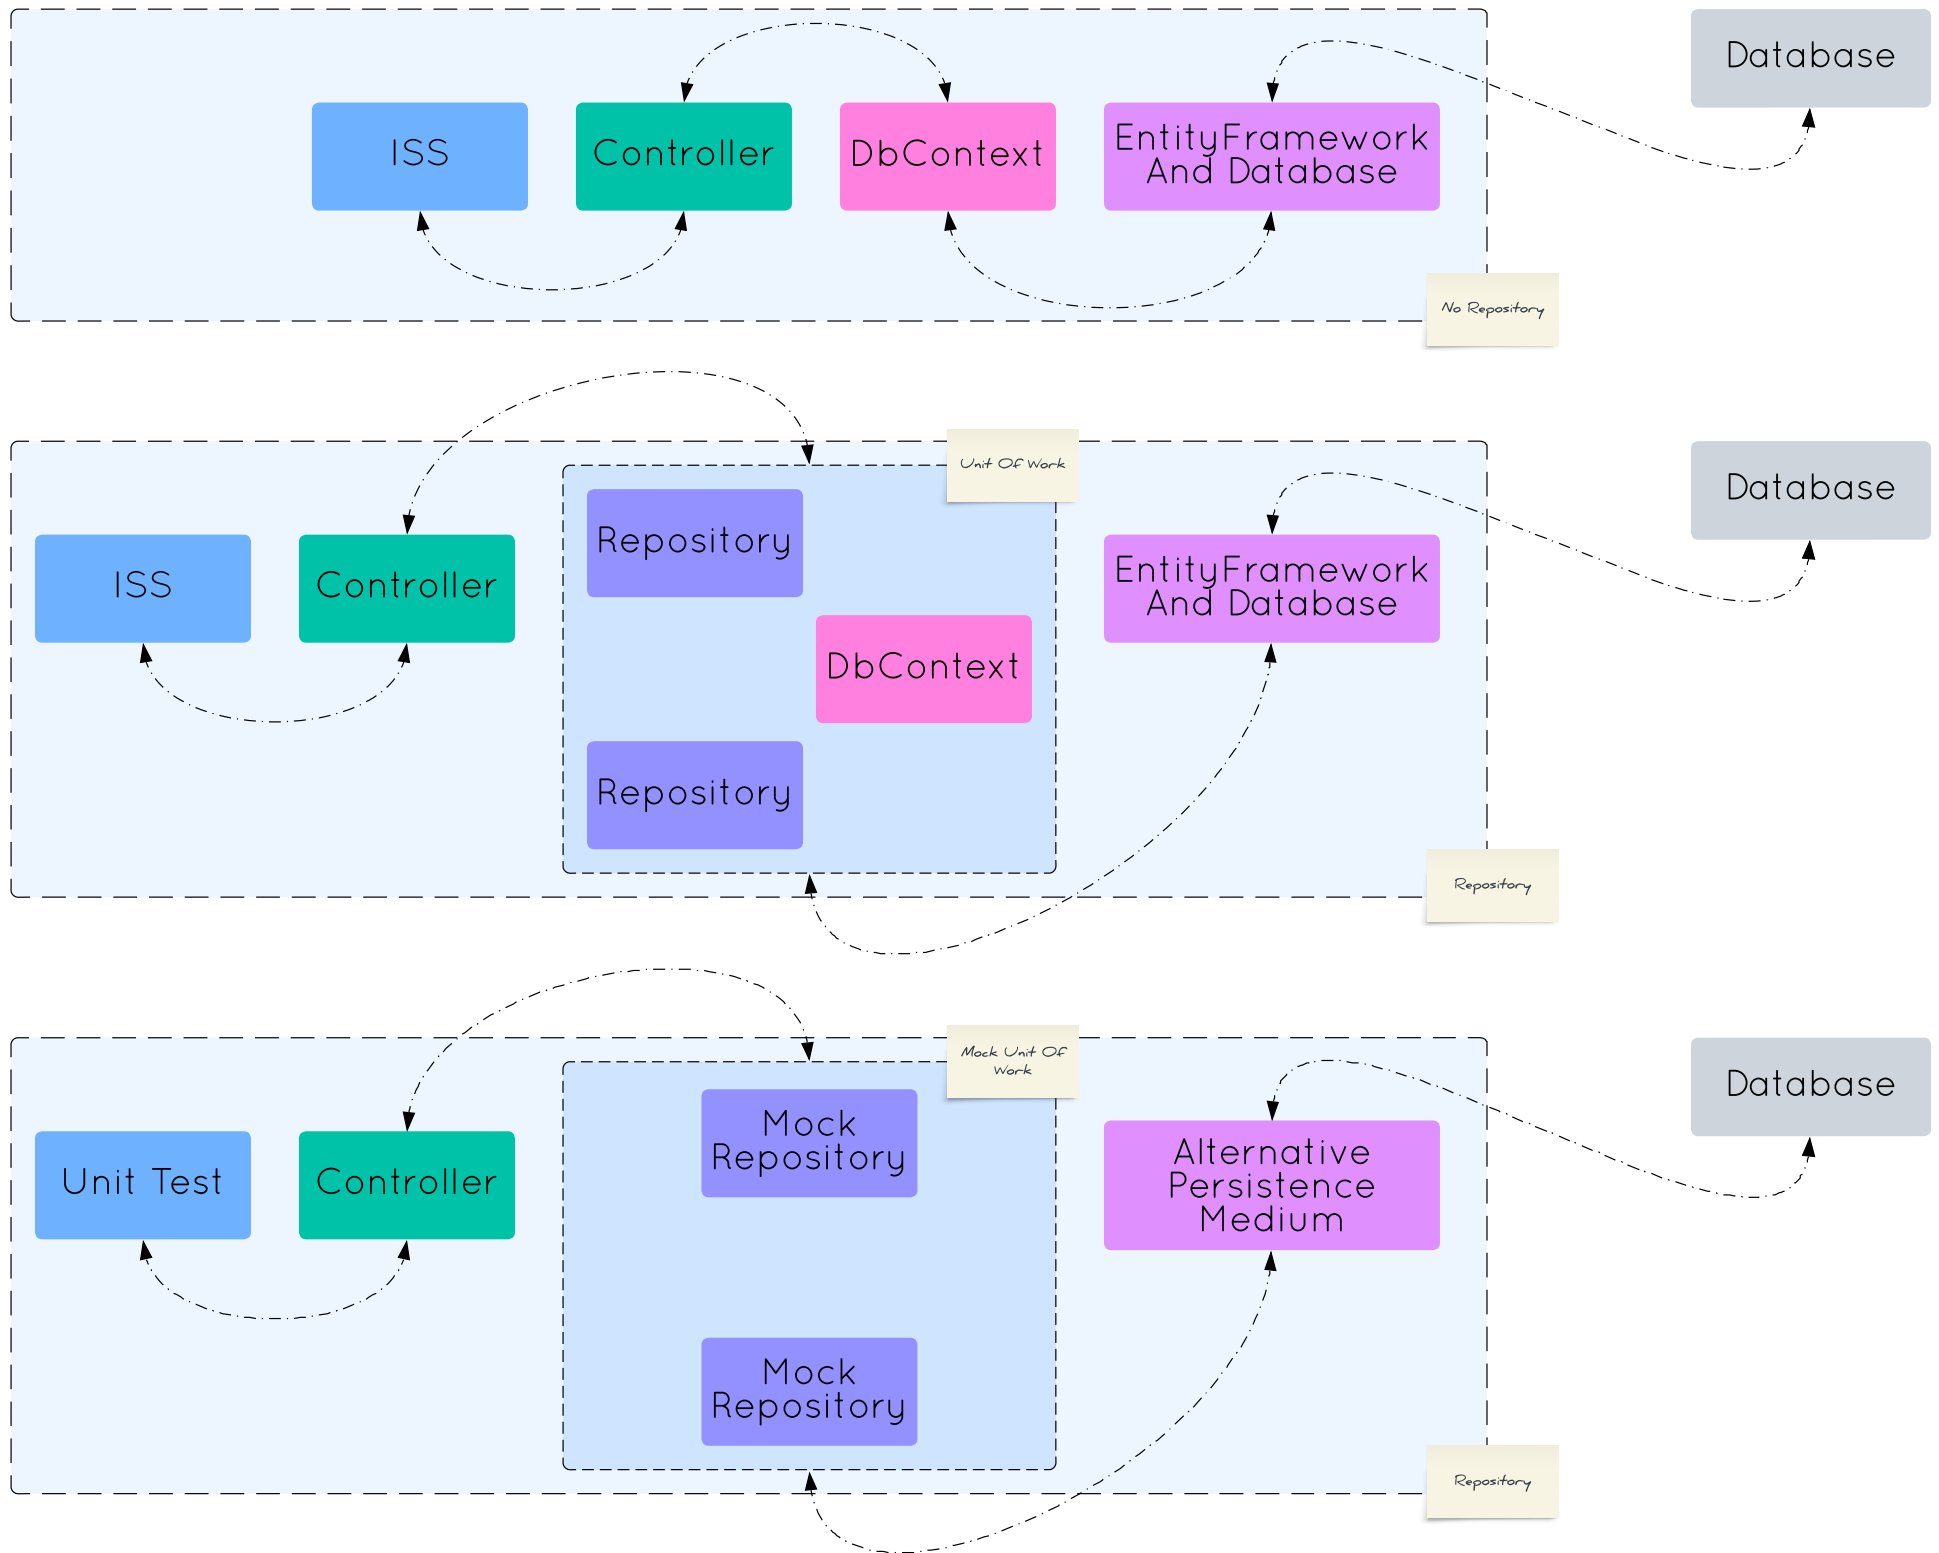 Database
ISS
Controller
DbContext
EntityFramework
And Database
No Repository
Unit Of Work
Database
Repository
ISS
Controller
EntityFramework
And Database
DbContext
Repository
Repository
Mock Unit Of
Work
Database
Mock
Repository
Unit Test
Controller
Alternative
Persistence
Medium
Mock
Repository
Repository